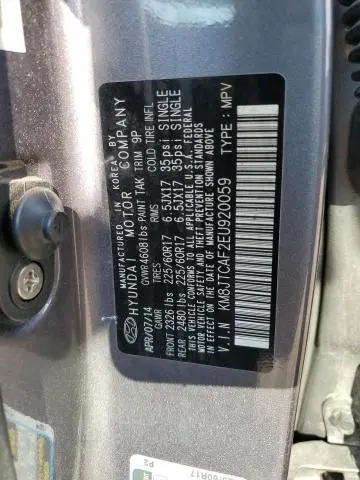 MANUFACTURED IN KOREA BY
HYUNDAI MOTOR COMPANY
APR/07/14 GVWR 4608 lbs PAINT TAK TRIM 9P
GAWR TIRES RIMS COLD TIRE INFL
FRONT 2326 lbs 225/60R17 6.5JX17 35psi SINGLE
REAR 2480 lbs 225/60R17 6.5JX17 35psi SINGLE
THIS VEHICLE CONFORMS TO ALL APPLICABLE U.S.A. FEDERAL
MOTOR VEHICLE SAFETY AND THEFT PREVENTION STANDARDS
IN EFFECT ON THE DATE OF MANUFACTURE SHOWN ABOVE.
V.I.N : KM8JTCAF2EU920059 TYPE : MPV
/60R17
P2